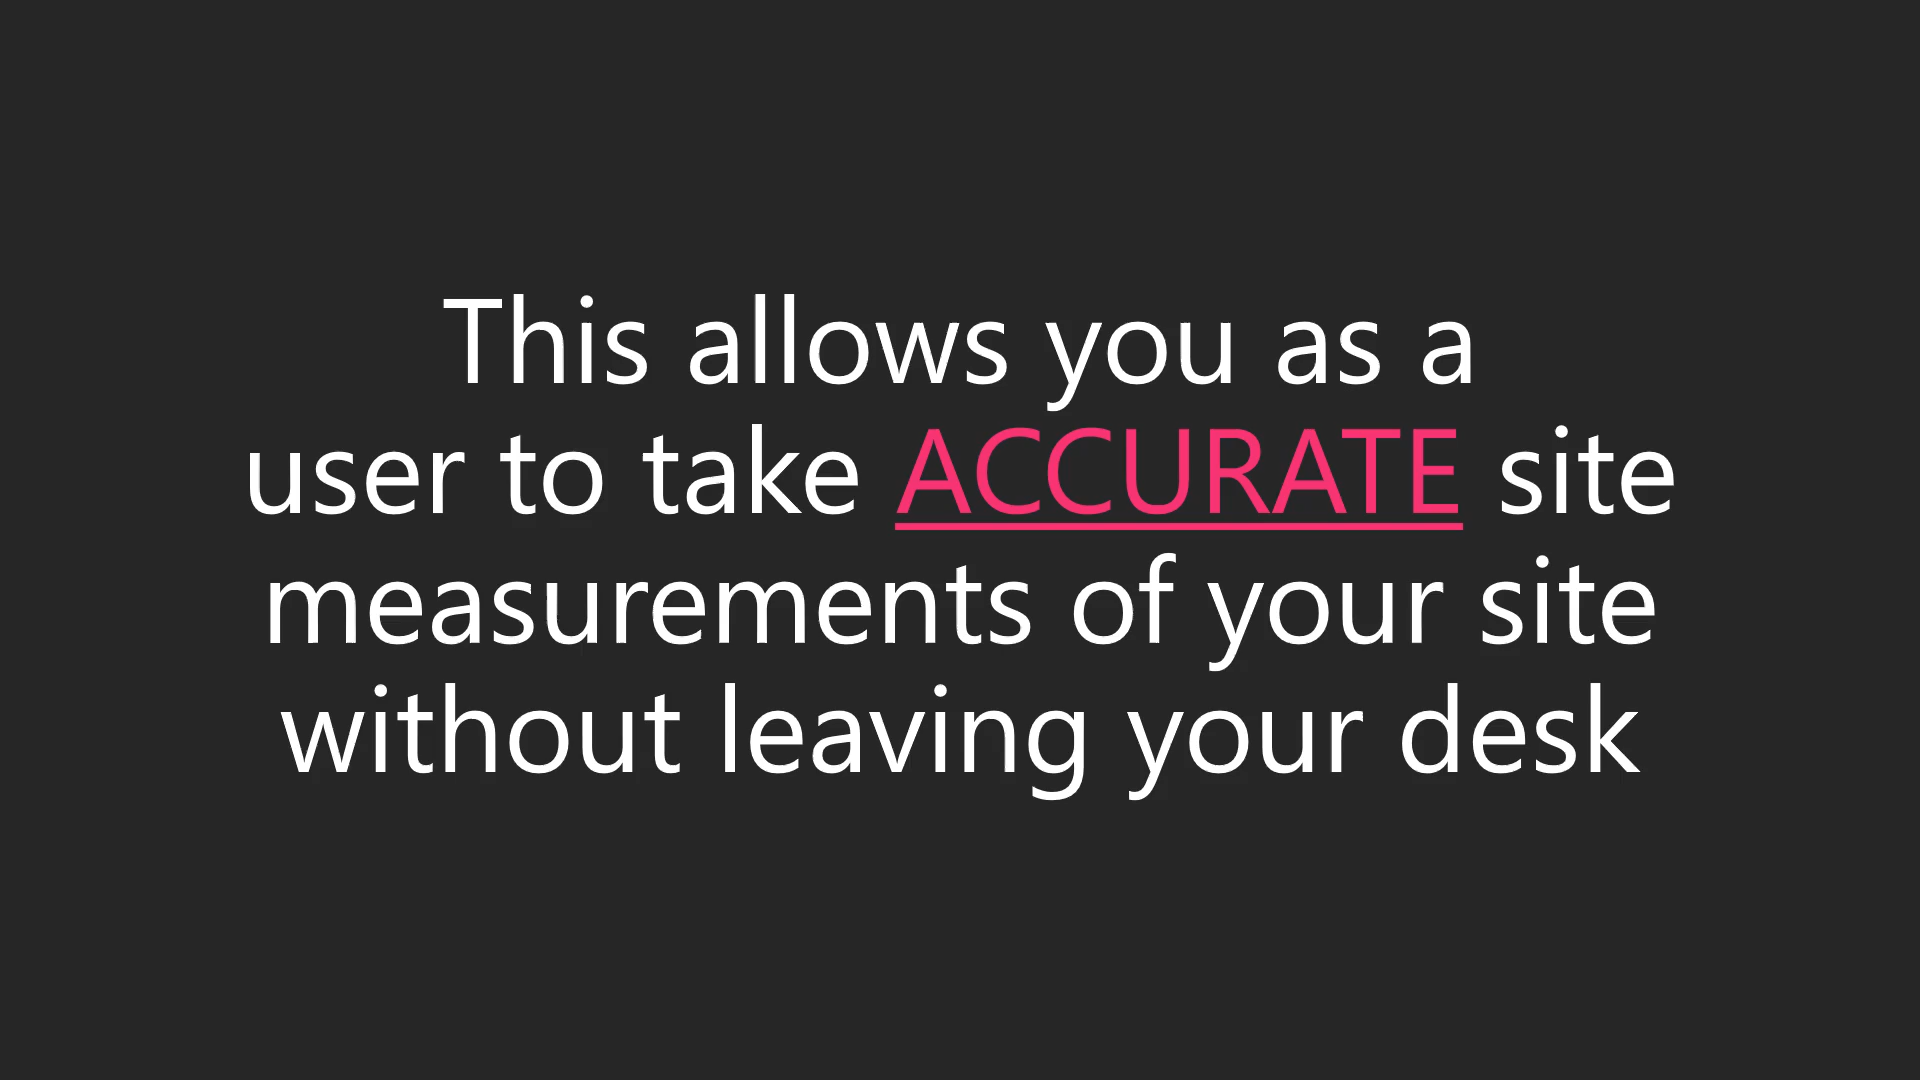 This allows you as a
user to take ACCURATE site
measurements of your site
without leaving your desk